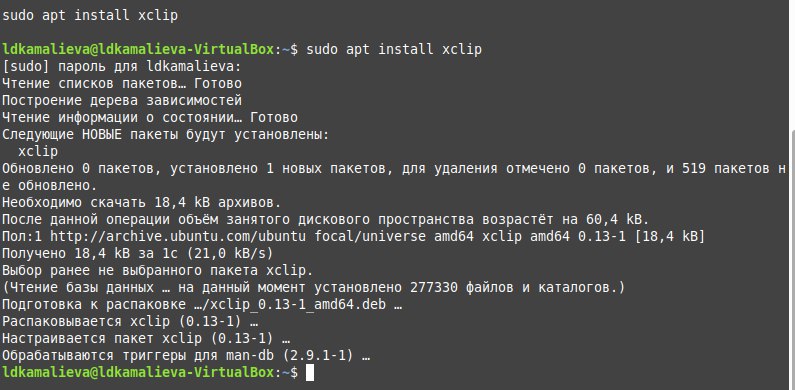 sudo apt install xclip
ldkamalieva@ldkamalieva-VirtualBox:~$ sudo apt install xclip
[sudo] пароль для ldkamalieva:
Чтение списков пакетов… Готово
Построение дерева зависимостей
Чтение информации о состоянии… Готово
Следующие НОВЫЕ пакеты будут установлены:
  xclip
Обновлено 0 пакетов, установлено 1 новых пакетов, для удаления отмечено 0 пакетов, и 519 пакетов н
е обновлено.
Необходимо скачать 18,4 kB архивов.
После данной операции объём занятого дискового пространства возрастёт на 60,4 kB.
Пол:1 http://archive.ubuntu.com/ubuntu focal/universe amd64 xclip amd64 0.13-1 [18,4 kB]
Получено 18,4 kB за 1с (21,0 kB/s)
Выбор ранее не выбранного пакета xclip.
(Чтение базы данных … на данный момент установлено 277330 файлов и каталогов.)
Подготовка к распаковке …/xclip_0.13-1_amd64.deb …
Распаковывается xclip (0.13-1) …
Настраивается пакет xclip (0.13-1) …
Обрабатываются триггеры для man-db (2.9.1-1) …
ldkamalieva@ldkamalieva-VirtualBox:~$